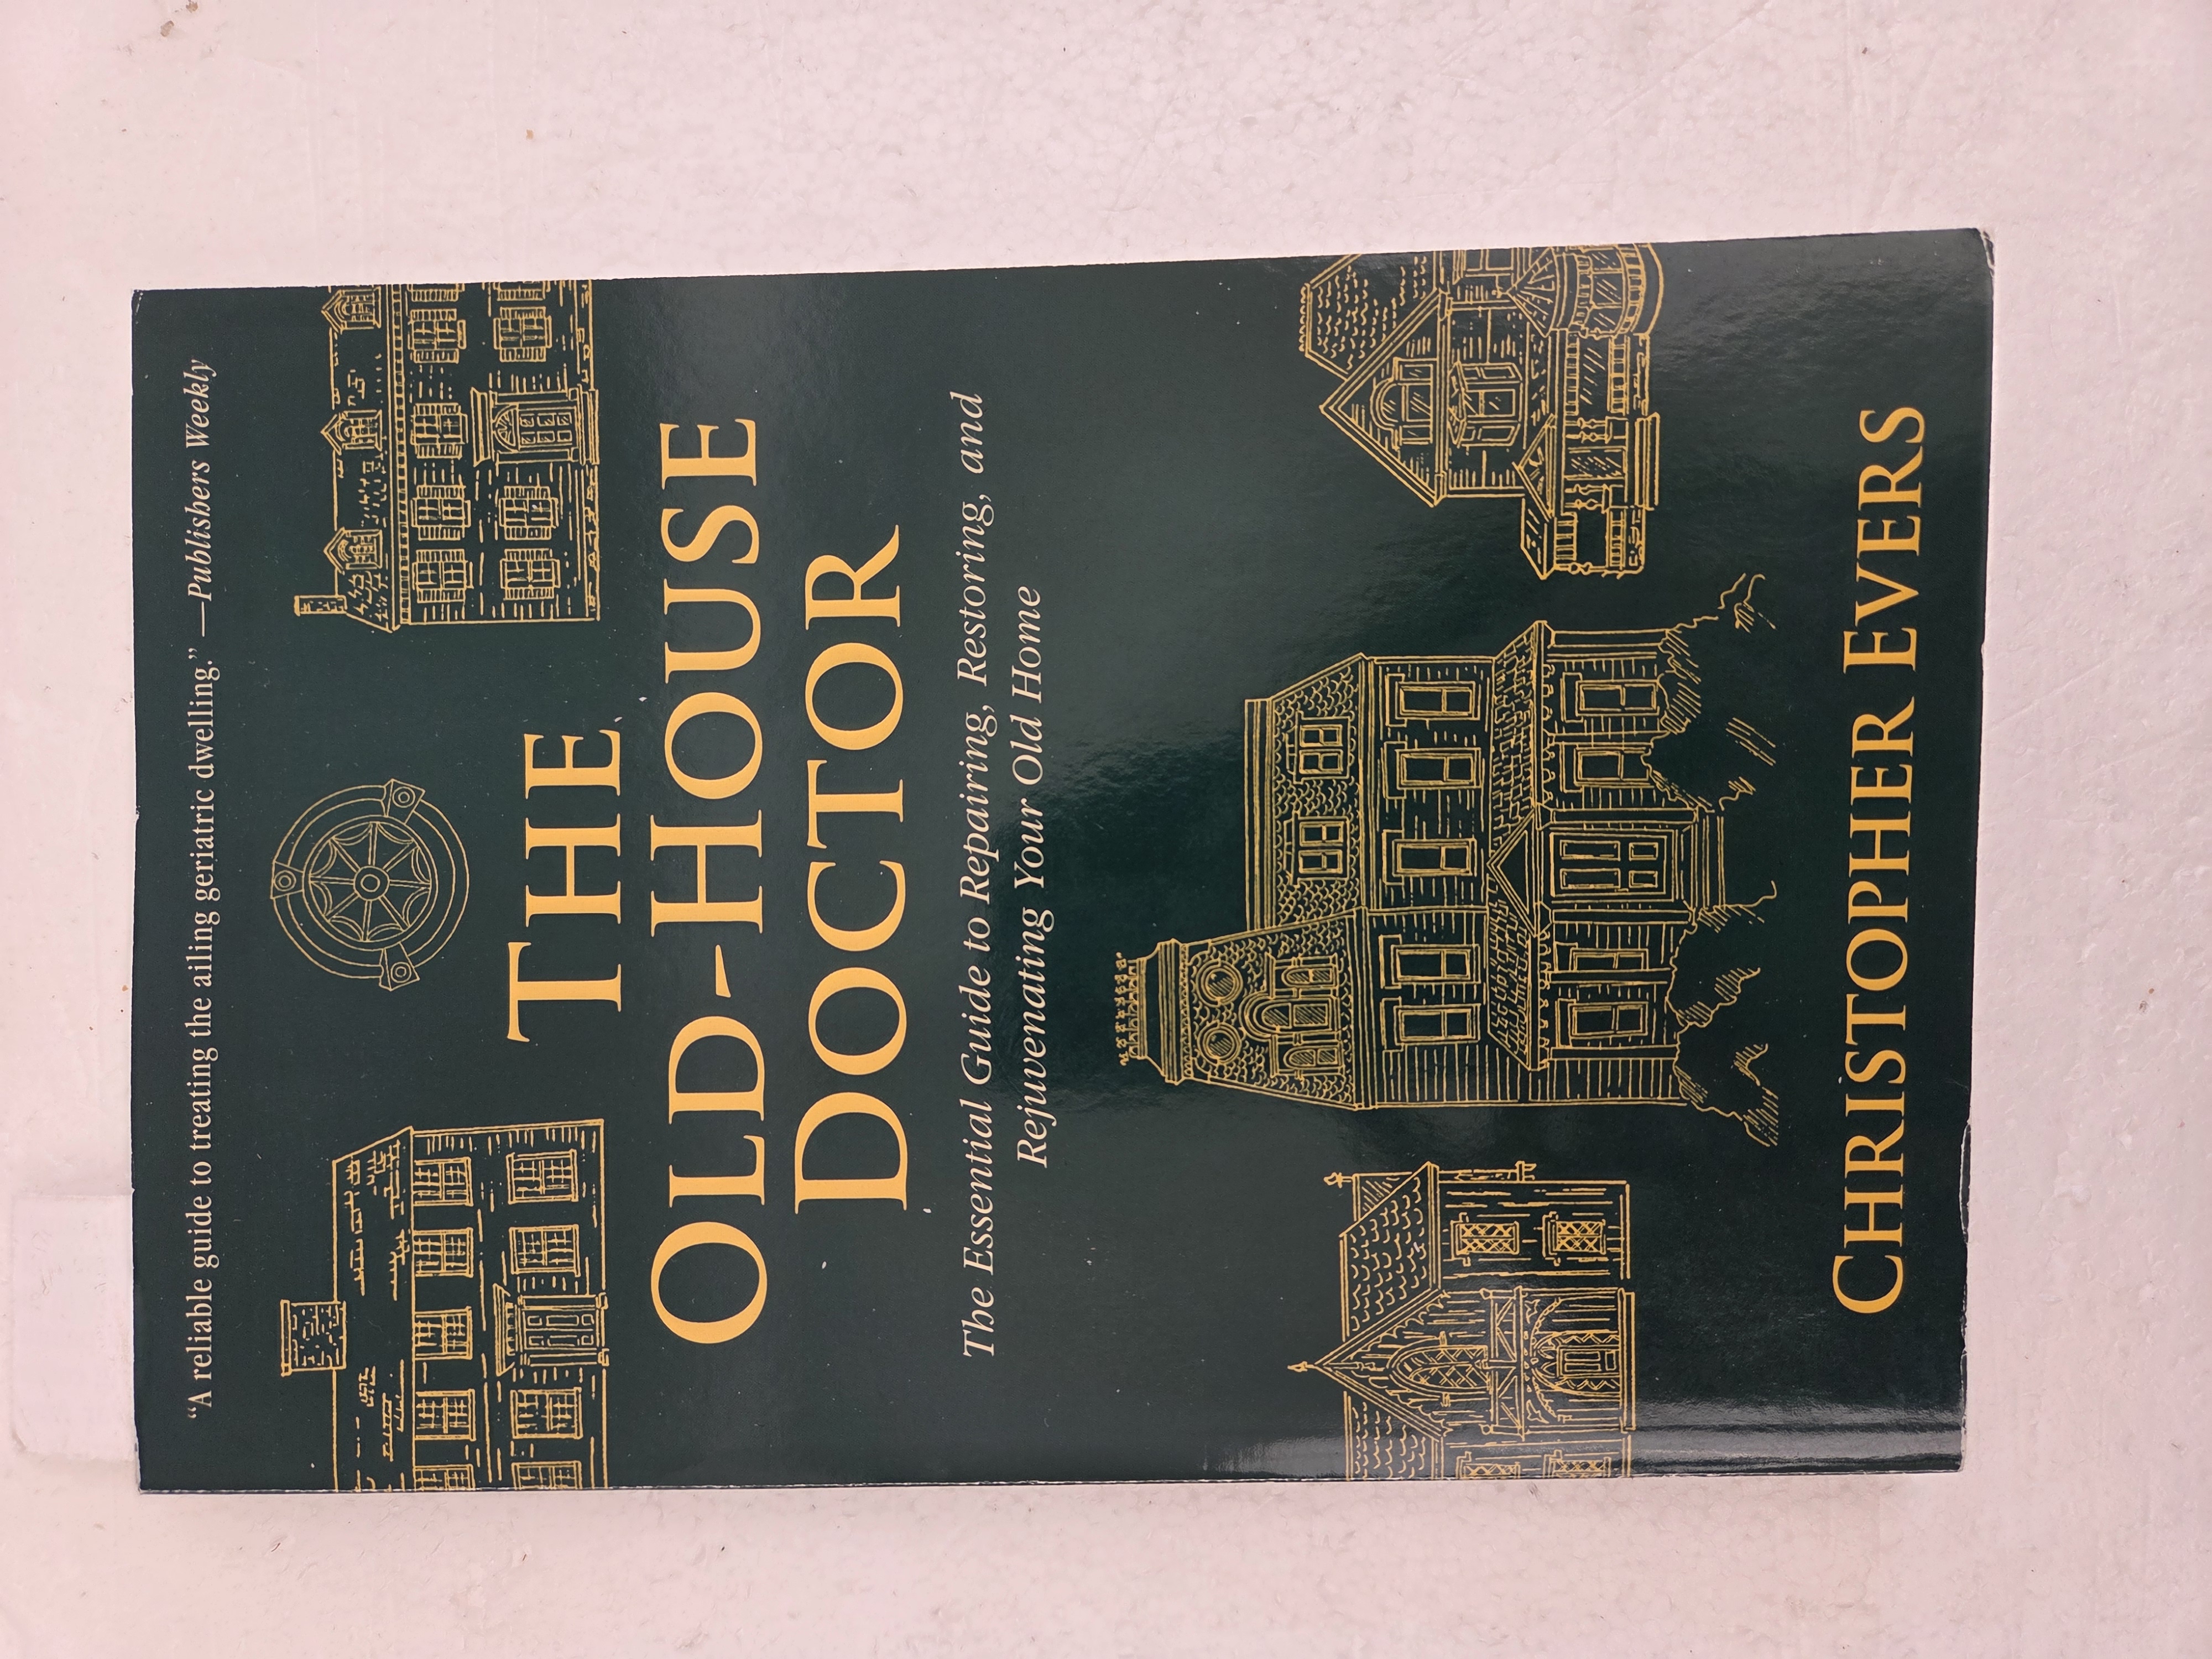 “A reliable guide to treating the ailing geriatric dwelling.” —Publishers Weekly
THE
OLD-HOUSE
DOCTOR
The Essential Guide to Repairing, Restoring, and
Rejuvenating Your Old Home
CHRISTOPHER EVERS